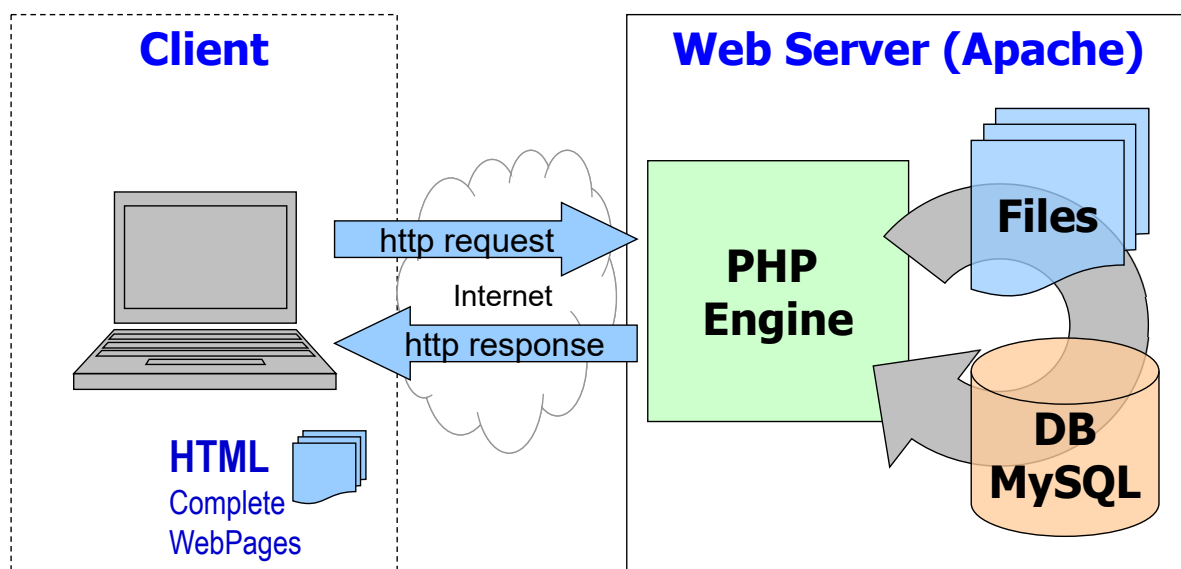 Client
Web Server (Apache)
http request
Internet
http response
PHP
Engine
Files
DB
MySQL
HTML
Complete
WebPages